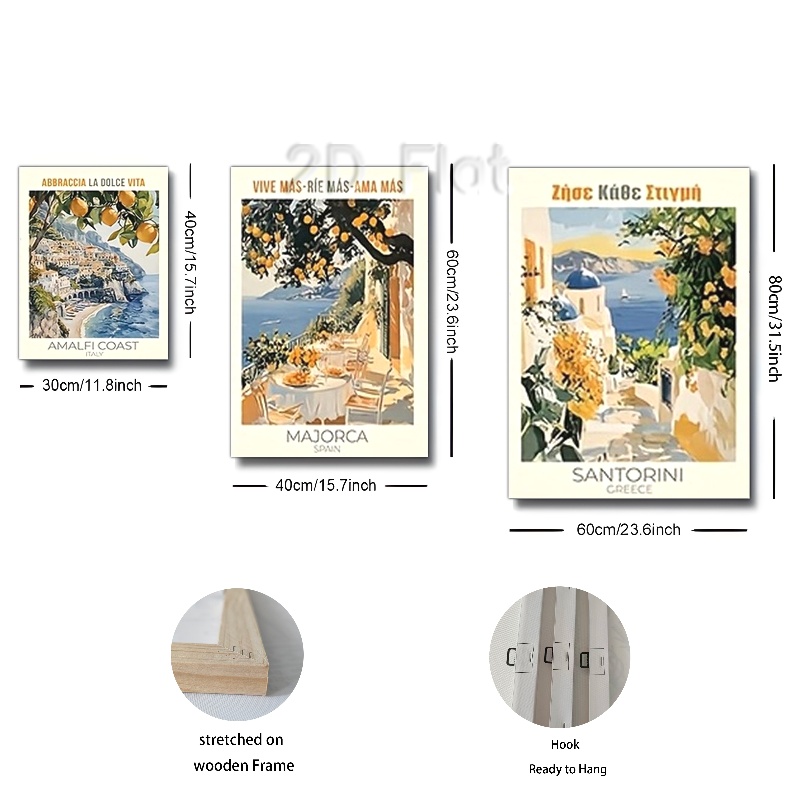 2D Flat
ABBRACCIA LA DOLCE VITA
AMALFI COAST
ITALY
40cm/15.7inch
30cm/11.8inch
VIVE MÁS-RÍE MÁS-AMA MÁS
MAJORCA
SPAIN
60cm/23.6inch
40cm/15.7inch
Ζήσε Κάθε Στιγμή
SANTORINI
GREECE
80cm/31.5inch
60cm/23.6inch
stretched on
wooden Frame
Hook
Ready to Hang